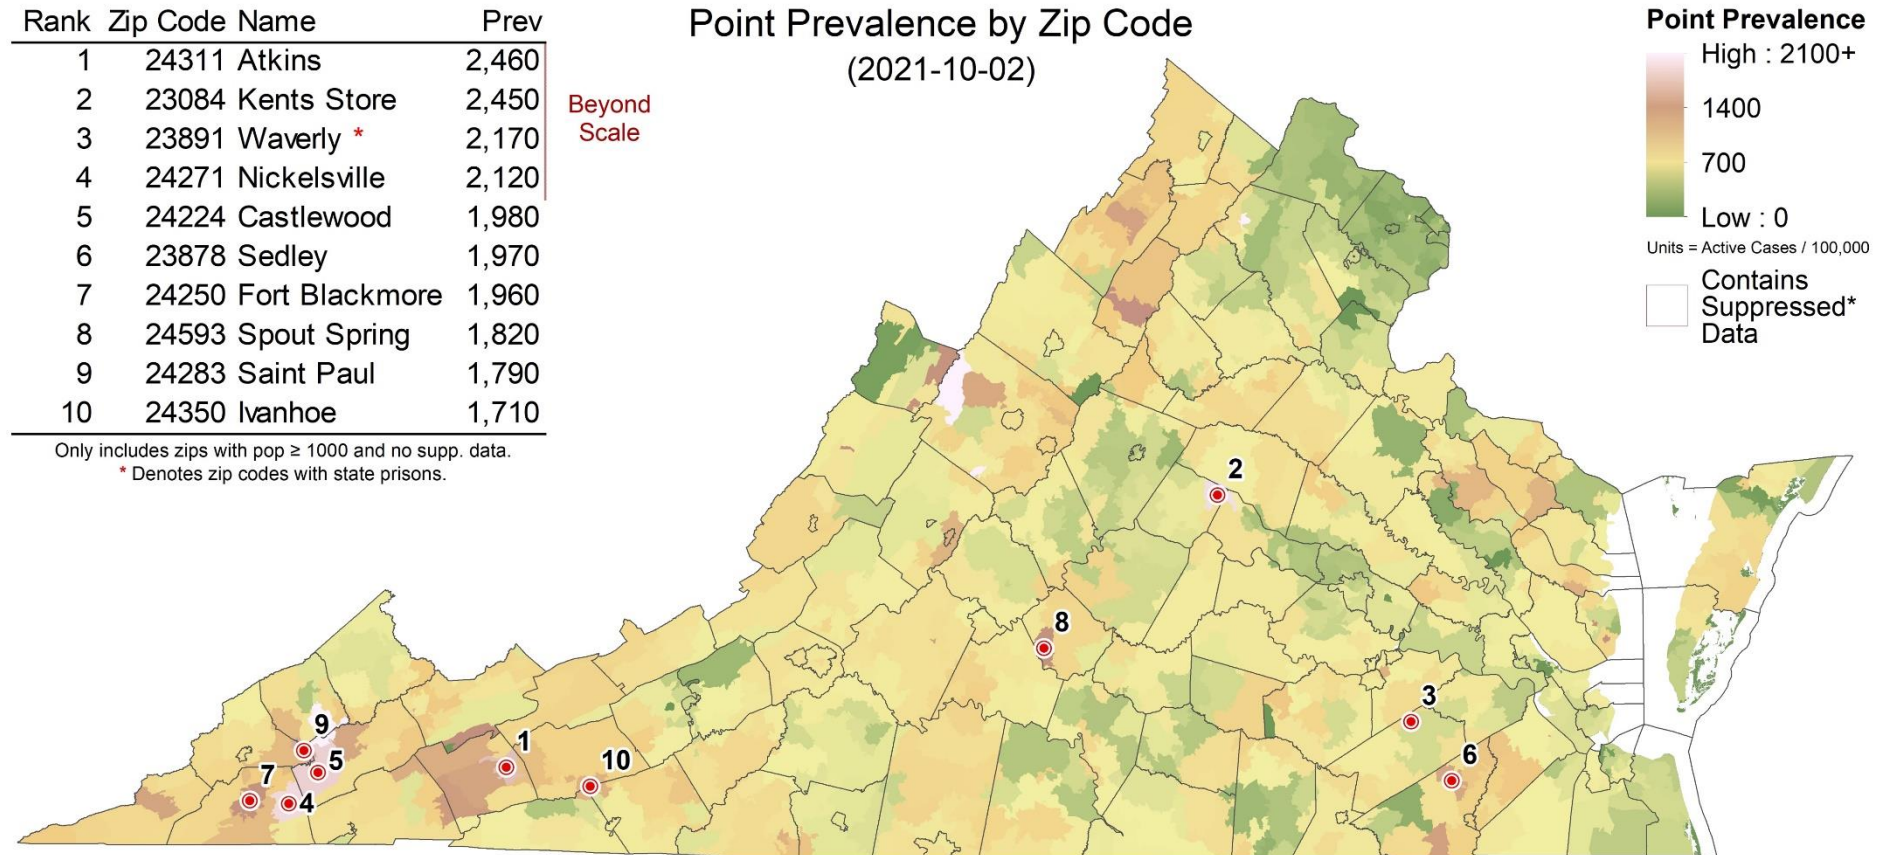 Rank Zip Code Name Prev
1 24311 Atkins 2,460
2 23084 Kents Store 2,450
3 23891 Waverly * 2,170
4 24271 Nickelsville 2,120
5 24224 Castlewood 1,980
6 23878 Sedley 1,970
7 24250 Fort Blackmore 1,960
8 24593 Spout Spring 1,820
9 24283 Saint Paul 1,790
10 24350 Ivanhoe 1,710
Only includes zips with pop ≥ 1000 and no supp. data.
* Denotes zip codes with state prisons.
Beyond
Scale
Point Prevalence by Zip Code
(2021-10-02)
Point Prevalence
High : 2100+
1400
700
Low : 0
Units = Active Cases / 100,000
Contains
Suppressed*
Data
2
8
3
9
1
6
5
10
7
4